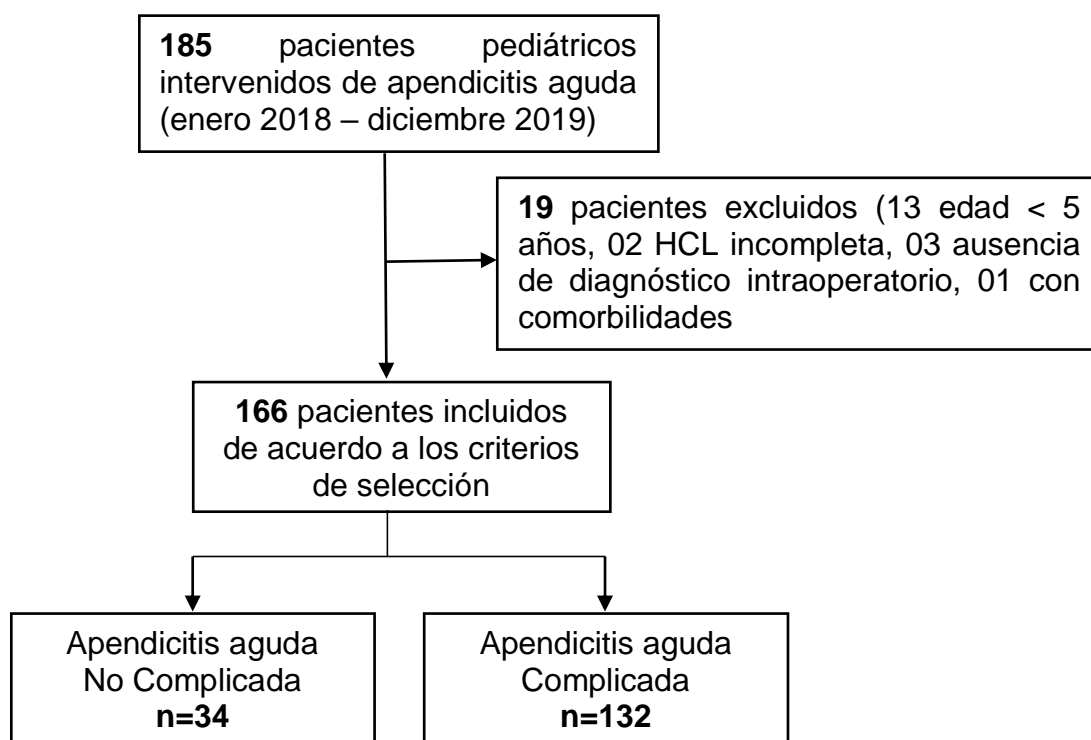 185 pacientes pediátricos
intervenidos de apendicitis aguda
(enero 2018 – diciembre 2019)
19 pacientes excluidos (13 edad < 5
años, 02 HCL incompleta, 03 ausencia
de diagnóstico intraoperatorio, 01 con
comorbilidades
166 pacientes incluidos
de acuerdo a los criterios
de selección
Apendicitis aguda
No Complicada
n=34
Apendicitis aguda
Complicada
n=132